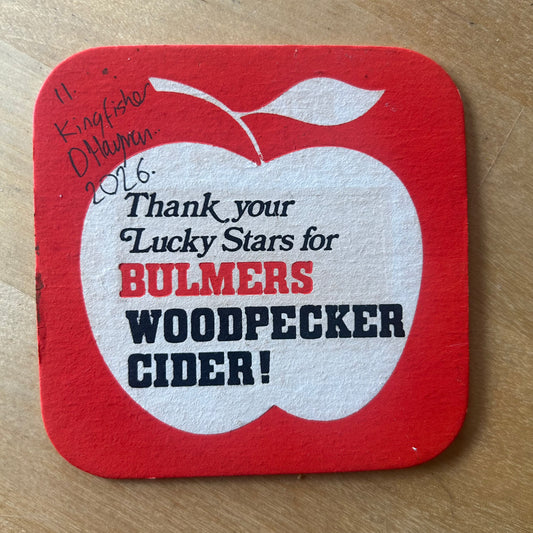 11.
Kingfisher
D Hayman.
2026.
Thank your
Lucky Stars for
BULMERS
WOODPECKER
CIDER!